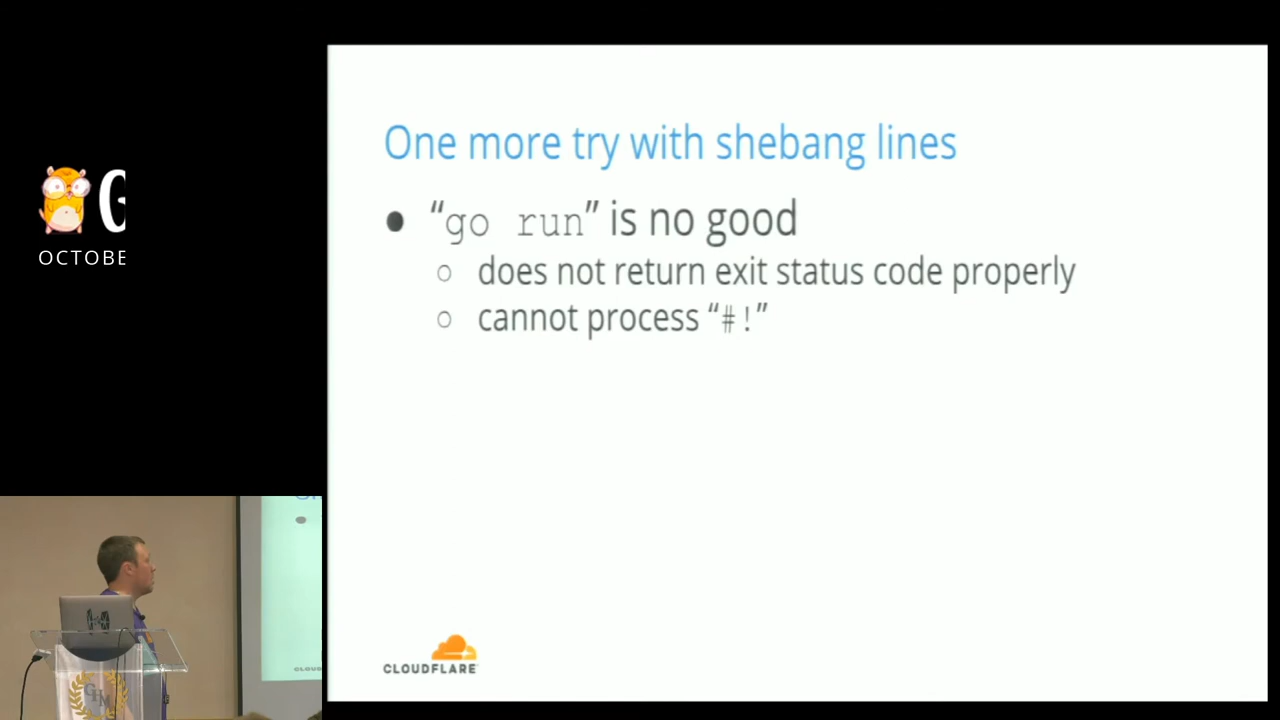 One more try with shebang lines
● “go run” is no good
○ does not return exit status code properly
○ cannot process “#!”
CLOUDFLARE
G
OCTOBE